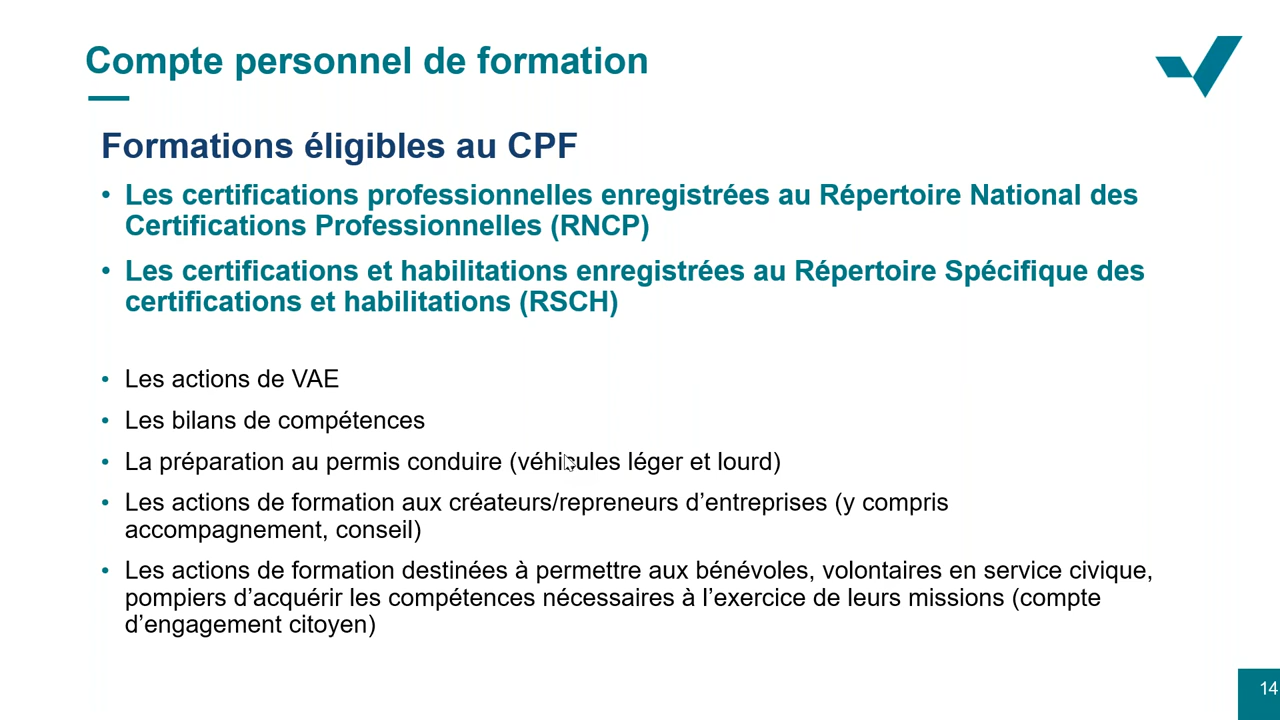 Compte personnel de formation
Formations éligibles au CPF
• Les certifications professionnelles enregistrées au Répertoire National des
Certifications Professionnelles (RNCP)
• Les certifications et habilitations enregistrées au Répertoire Spécifique des
certifications et habilitations (RSCH)
• Les actions de VAE
• Les bilans de compétences
• La préparation au permis conduire (véhicules léger et lourd)
• Les actions de formation aux créateurs/repreneurs d’entreprises (y compris
accompagnement, conseil)
• Les actions de formation destinées à permettre aux bénévoles, volontaires en service civique,
pompiers d’acquérir les compétences nécessaires à l’exercice de leurs missions (compte
d’engagement citoyen)
14